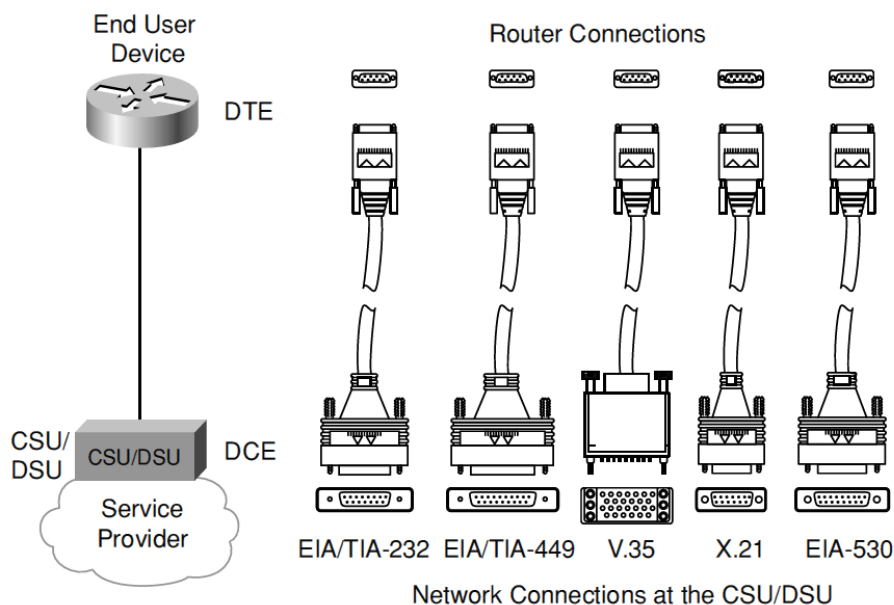 End User
Device
DTE
Router Connections
CSU/
DSU
CSU/DSU
DCE
Service
Provider
EIA/TIA-232 EIA/TIA-449 V.35 X.21 EIA-530
Network Connections at the CSU/DSU